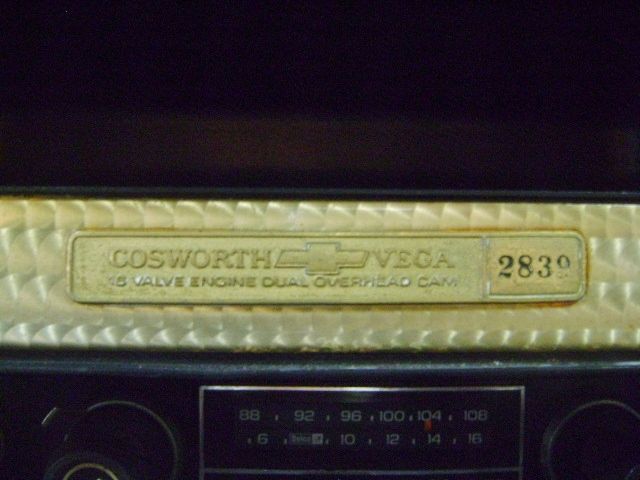 COSWORTH VEGA
16 VALVE ENGINE DUAL OVERHEAD CAM
2839
88 92 96 100 104 108
6 Delco 10 12 14 16